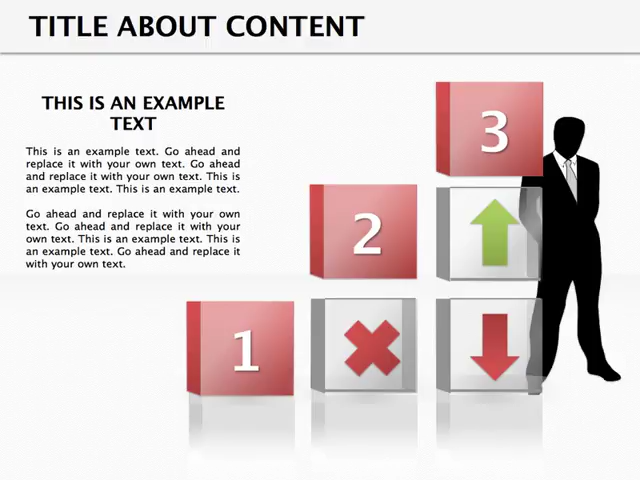 TITLE ABOUT CONTENT
THIS IS AN EXAMPLE
TEXT
This is an example text. Go ahead and
replace it with your own text. Go ahead
and replace it with your own text. This is
an example text. This is an example text.
Go ahead and replace it with your own
text. Go ahead and replace it with your
own text. This is an example text. This is
an example text. Go ahead and replace it
with your own text.
3
2
1